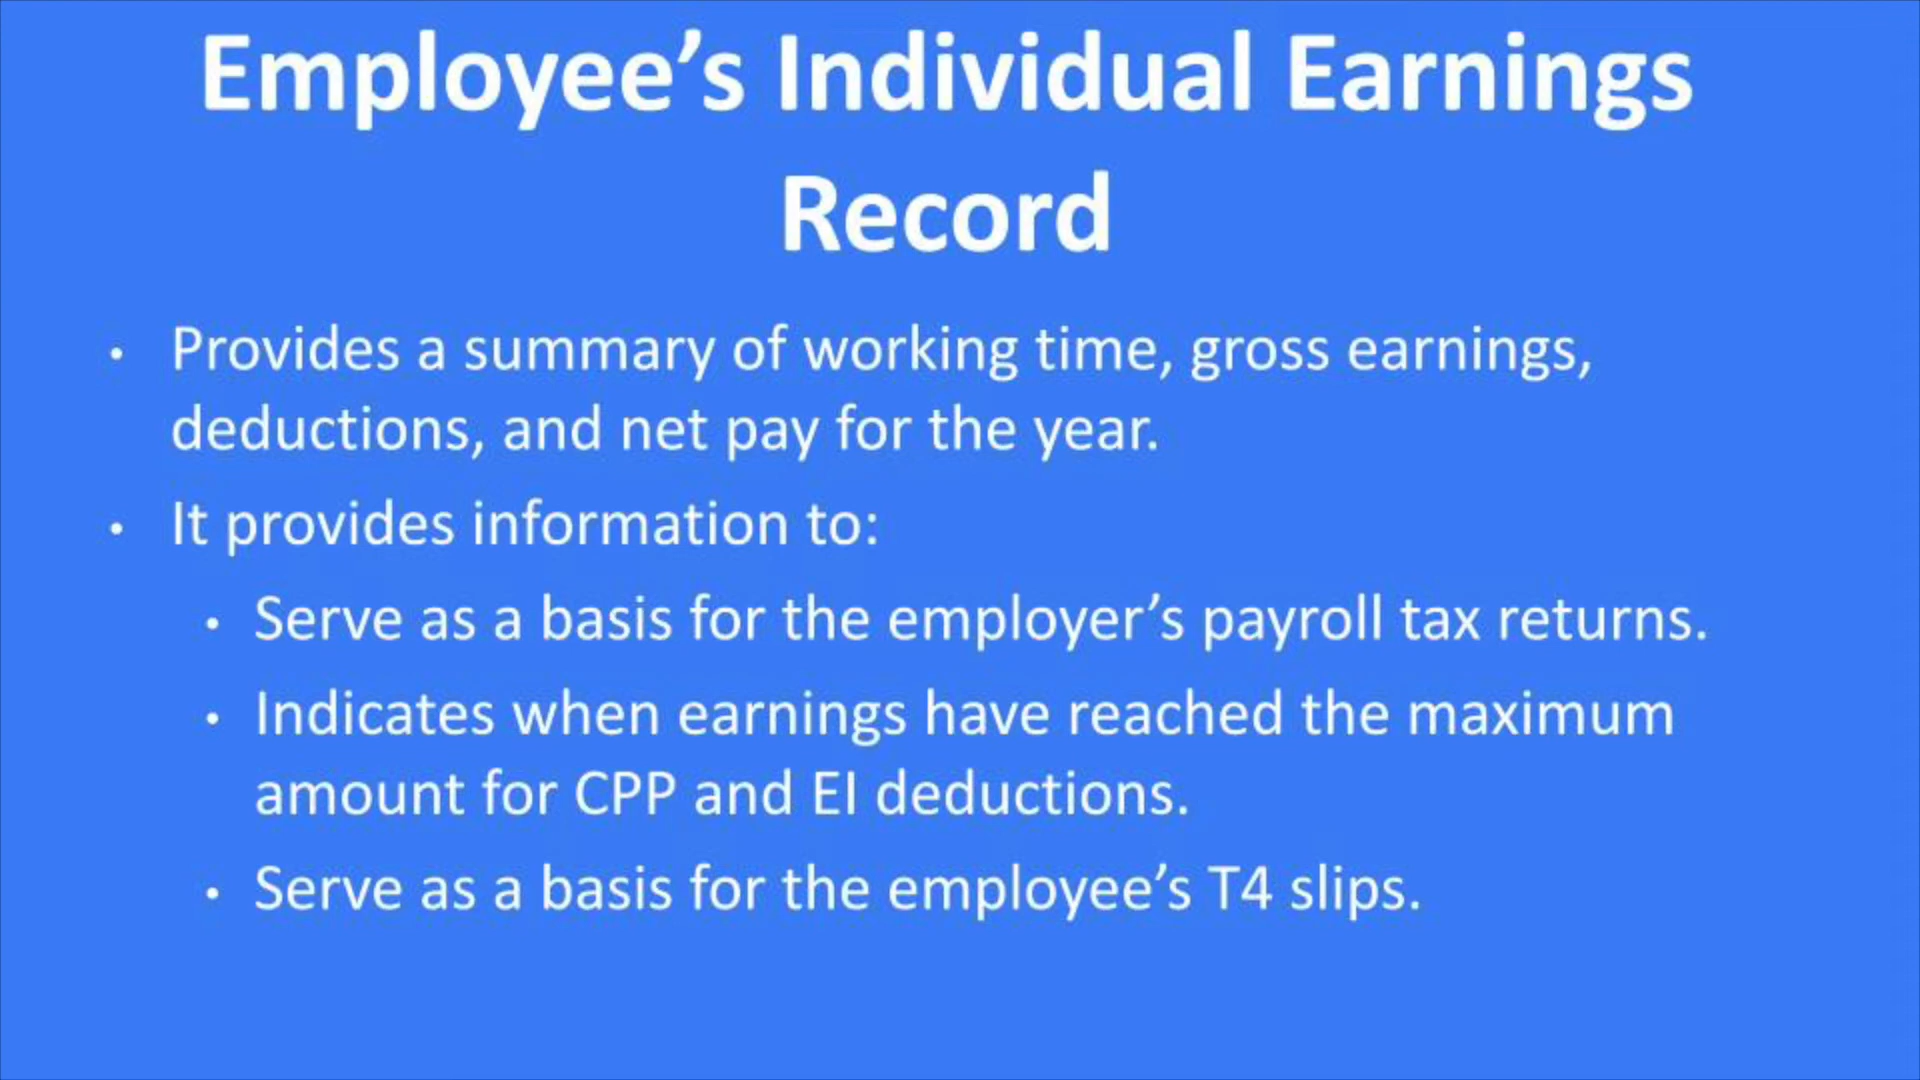 Employee’s Individual Earnings
Record
• Provides a summary of working time, gross earnings,
deductions, and net pay for the year.
• It provides information to:
• Serve as a basis for the employer’s payroll tax returns.
• Indicates when earnings have reached the maximum
amount for CPP and EI deductions.
• Serve as a basis for the employee’s T4 slips.